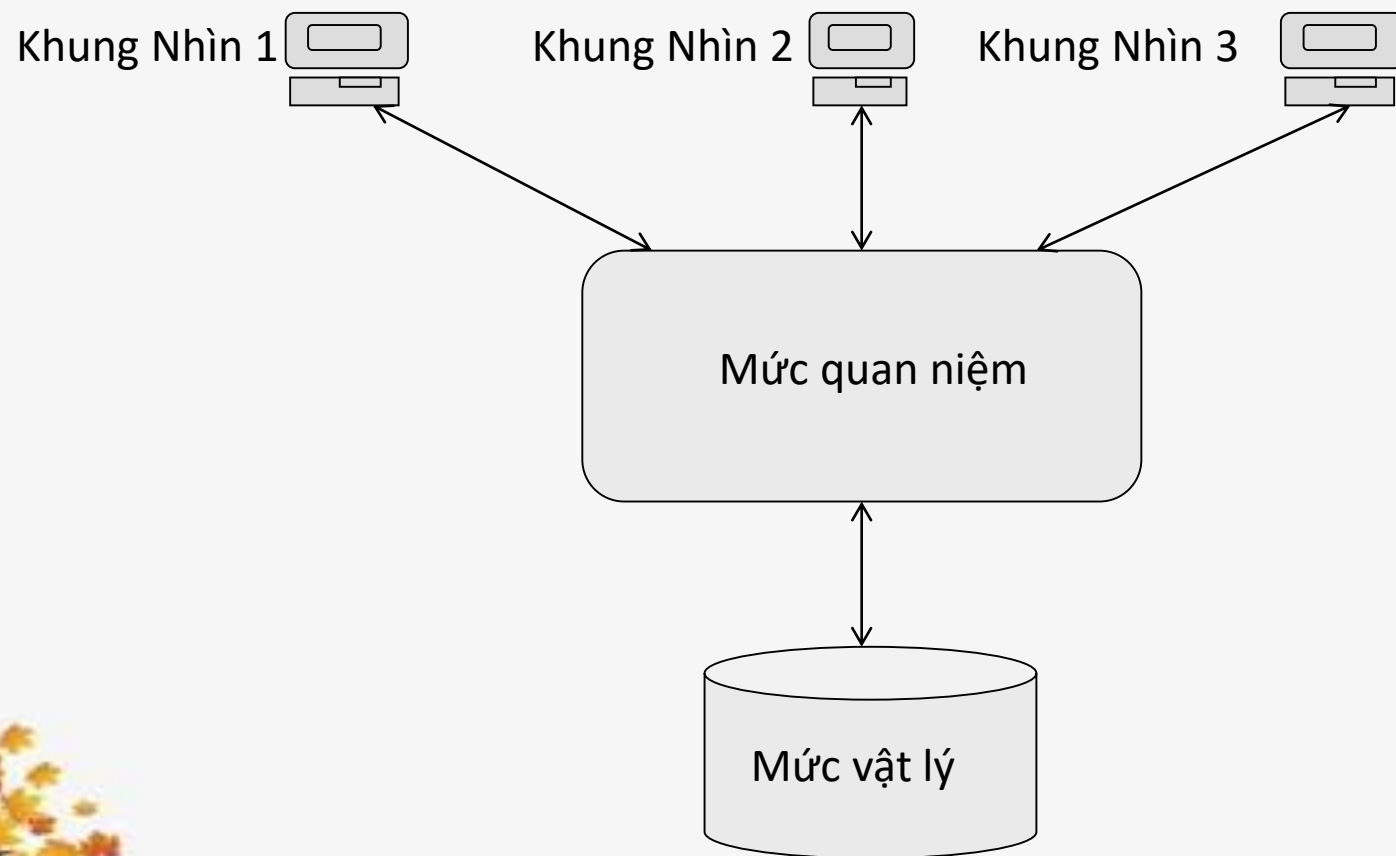 Khung Nhìn 1
Khung Nhìn 2
Khung Nhìn 3
Mức quan niệm
Mức vật lý